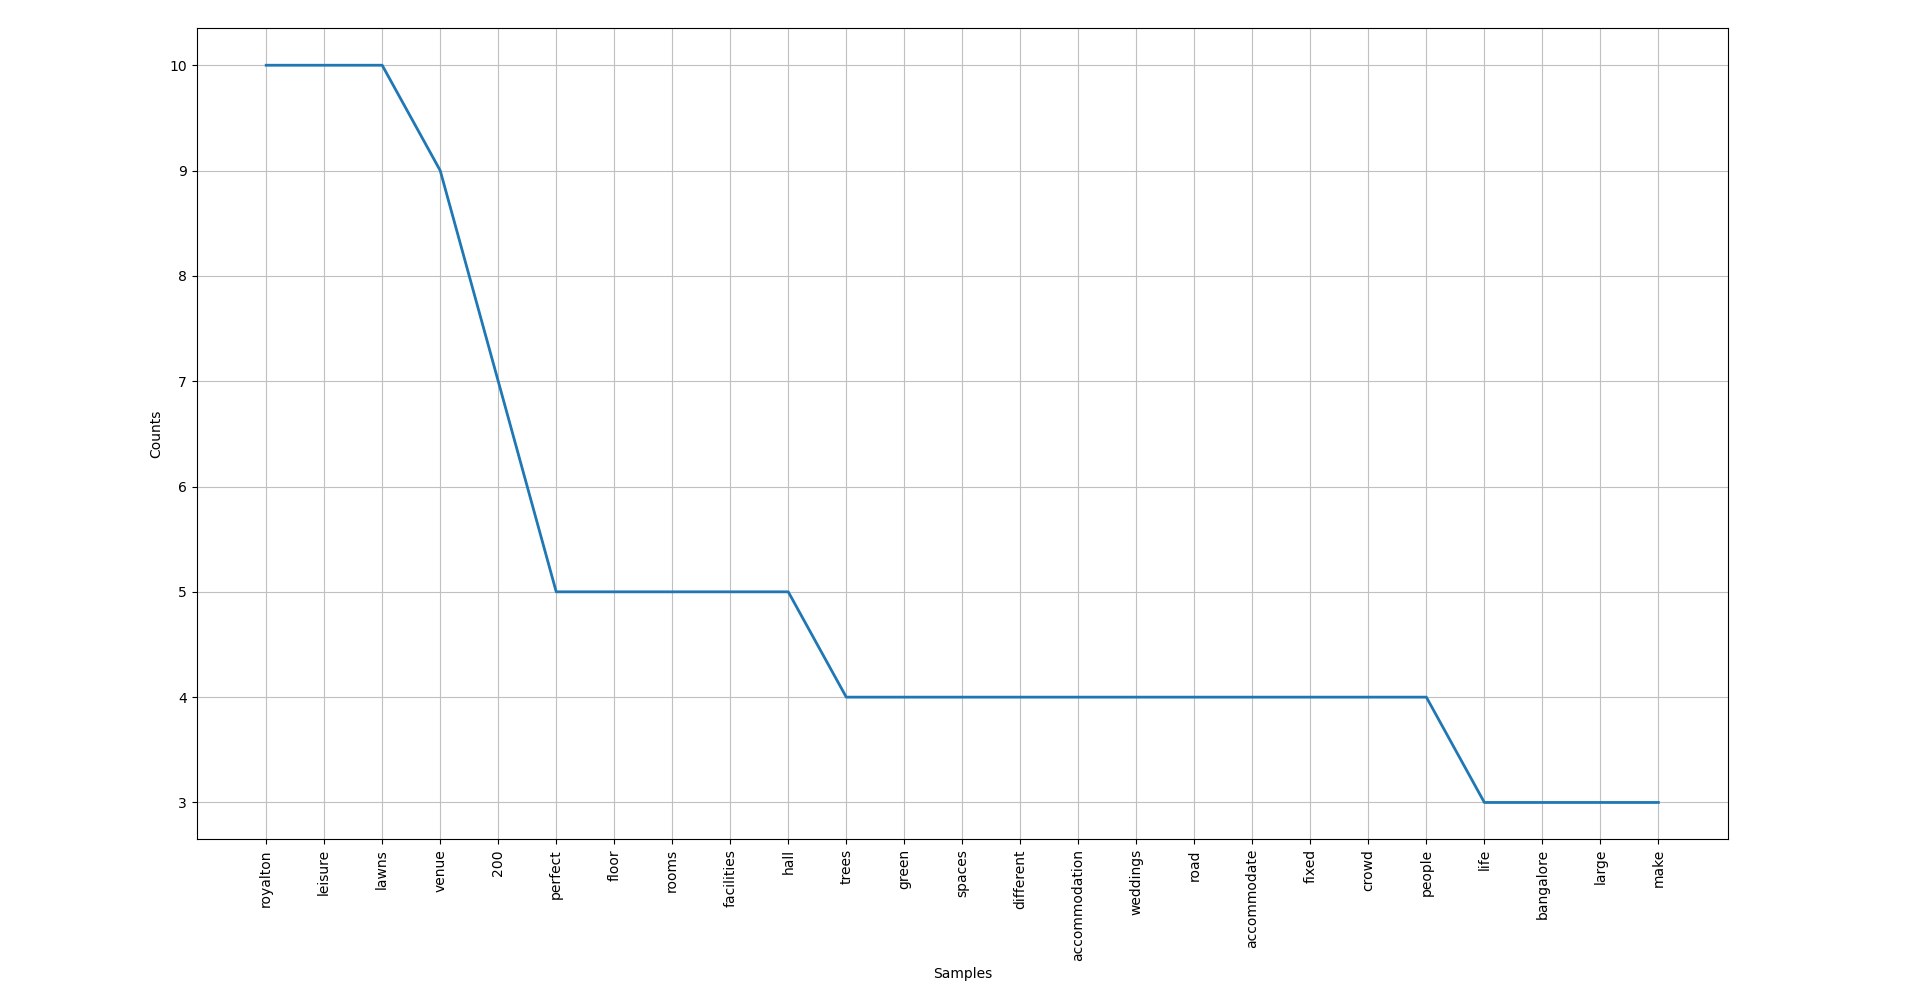 10
9
8
7
6
5
4
3
Counts
royalton
leisure
lawns
venue
200
perfect
floor
rooms
facilities
hall
trees
green
spaces
different
accommodation
weddings
road
accommodate
fixed
crowd
people
life
bangalore
large
make
Samples